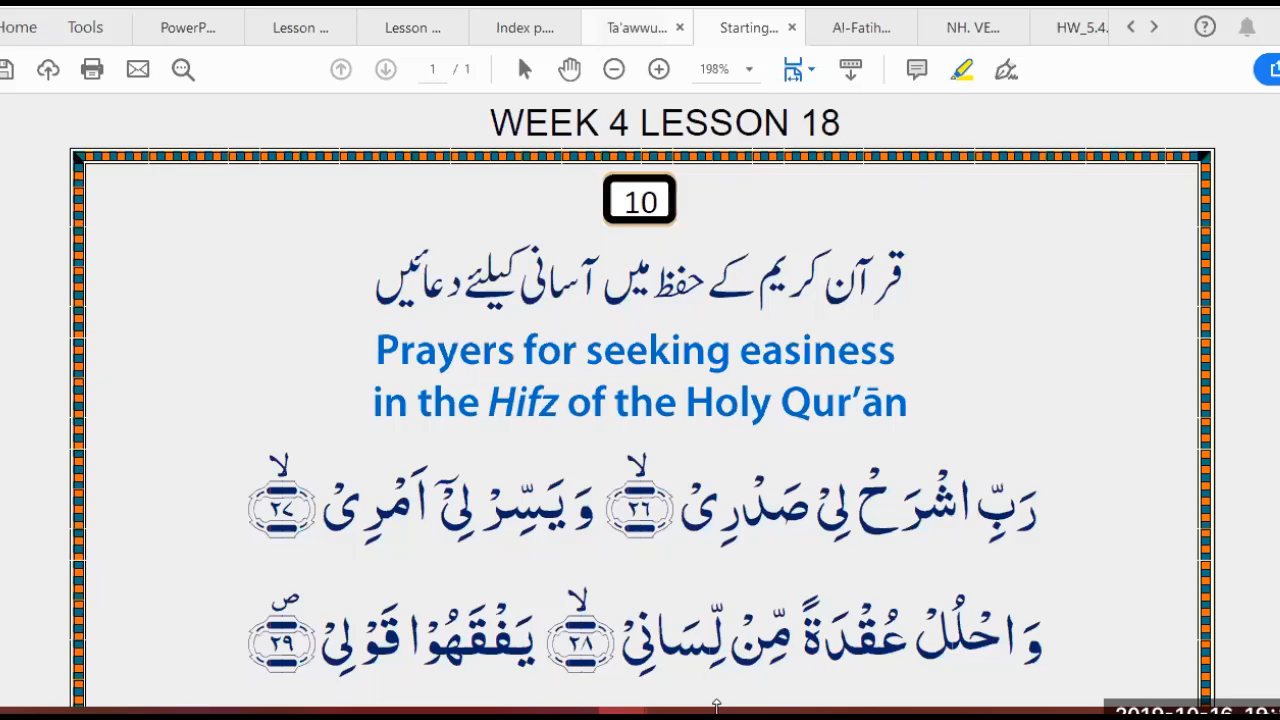 Home Tools PowerP... Lesson ... Lesson ... Index p.... Ta'awwu... × Starting... × Al-Fatih... NH. VE... HW_5.4.
1 / 1 198%
WEEK 4 LESSON 18
10
قرآن کریم کے حفظ میں آسانی کیلئے دعائیں
Prayers for seeking easiness
in the Hifz of the Holy Qur’ān
رَبِّ اشْرَحْ لِیْ صَدْرِیْ ۙ﴿۲۶﴾ وَ یَسِّرْ لِیْۤ اَمْرِیْ ۙ﴿۲۷﴾
وَ احْلُلْ عُقْدَةً مِّنْ لِّسَانِیْ ۙ﴿۲۸﴾ یَفْقَهُوْا قَوْلِیْ ۪﴿۲۹﴾